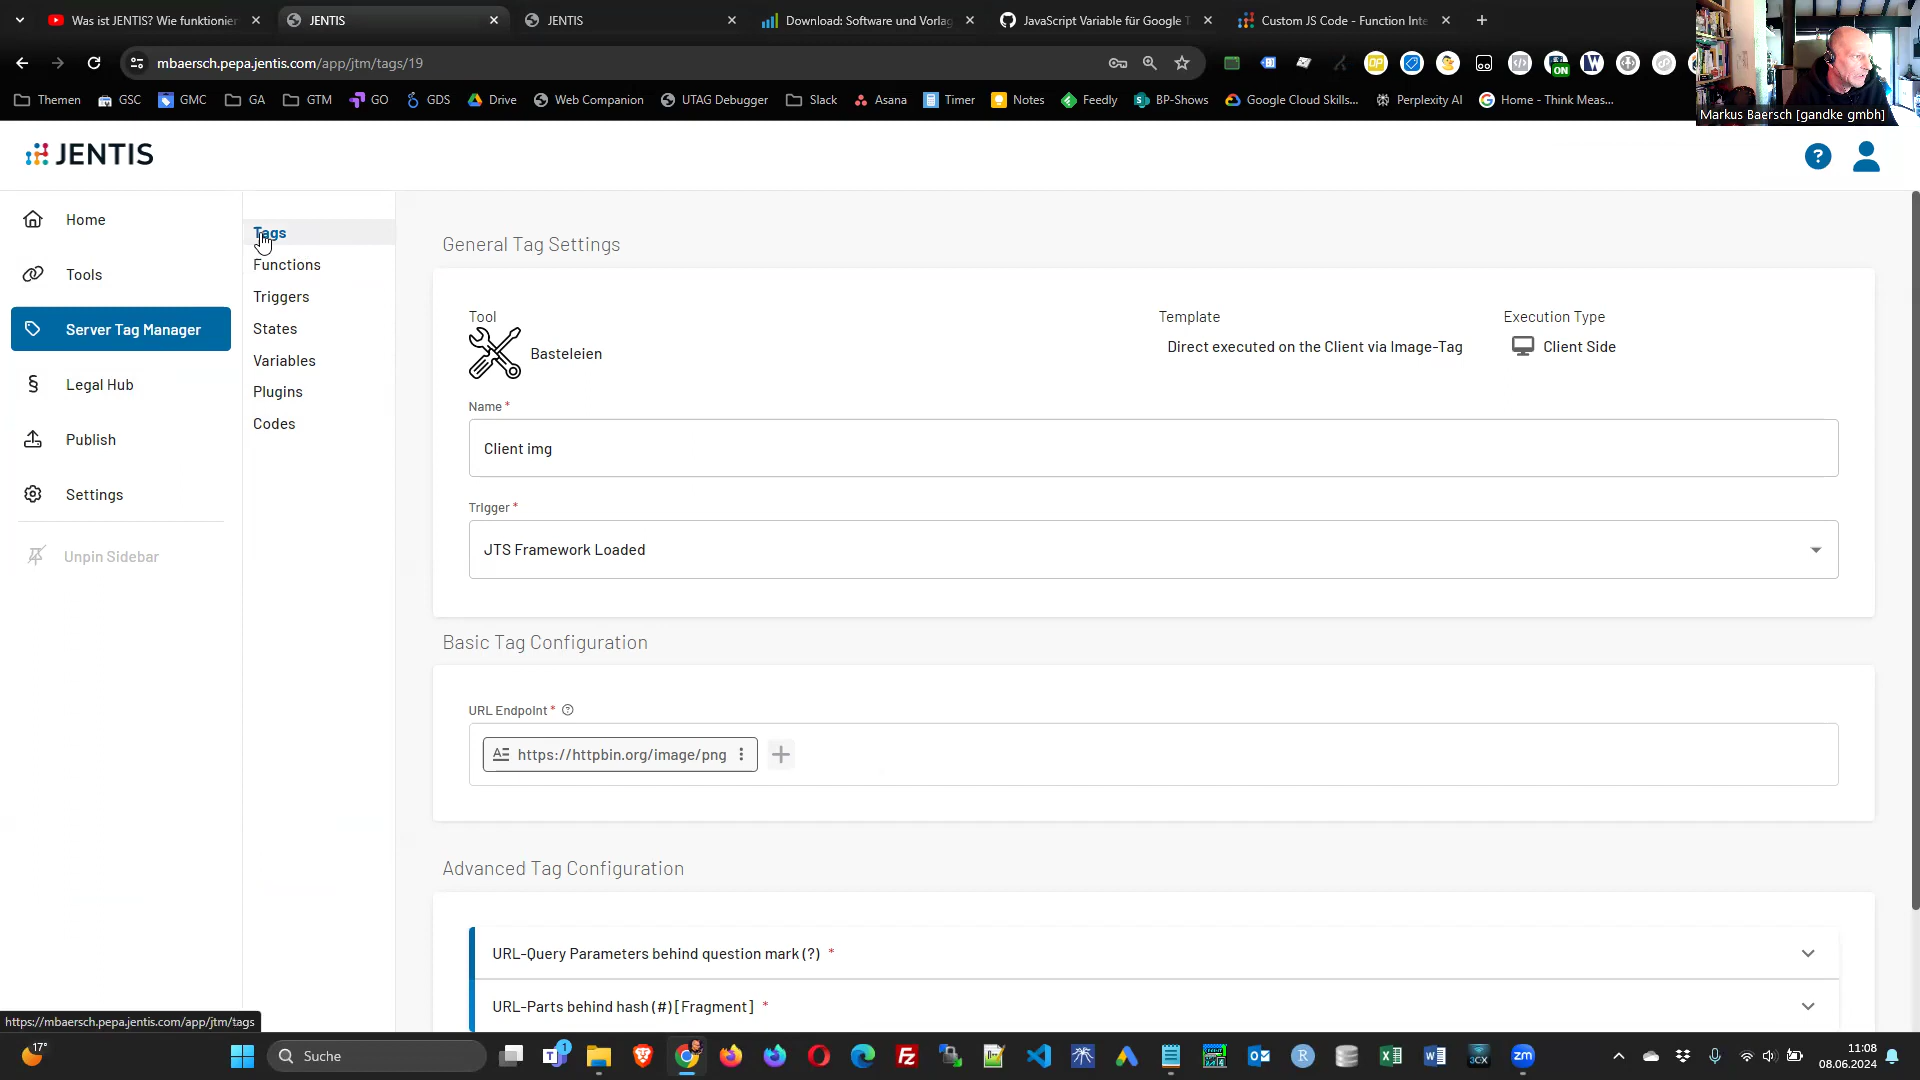 Was ist JENTIS? Wie funktionier
JENTIS
JENTIS
Download: Software und Vorlag
JavaScript Variable für Google T
Custom JS Code - Function Inte
mbaersch.pepa.jentis.com/app/jtm/tags/19
Themen
GSC
GMC
GA
GTM
GO
GDS
Drive
Web Companion
UTAG Debugger
Slack
Asana
Timer
Notes
Feedly
BP-Shows
Google Cloud Skills...
Perplexity AI
Home - Think Meas...
Markus Baersch [gandke gmbh]
JENTIS
Home
Tools
Server Tag Manager
Legal Hub
Publish
Settings
Unpin Sidebar
Tags
Functions
Triggers
States
Variables
Plugins
Codes
General Tag Settings
Tool
Basteleien
Template
Direct executed on the Client via Image-Tag
Execution Type
Client Side
Name *
Client img
Trigger *
JTS Framework Loaded
Basic Tag Configuration
URL Endpoint *
https://httpbin.org/image/png
Advanced Tag Configuration
URL-Query Parameters behind question mark (?) *
URL-Parts behind hash (#) [Fragment] *
https://mbaersch.pepa.jentis.com/app/jtm/tags
17°
Suche
11:08
08.06.2024